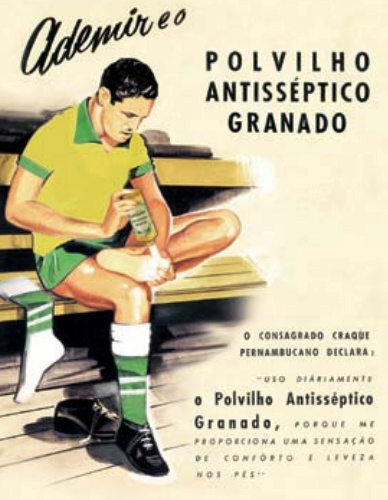 Ademir e o
POLVILHO
ANTISSÉPTICO
GRANADO
O CONSAGRADO CRAQUE
PERNAMBUCANO DECLARA:
"USO DIÀRIAMENTE
o Polvilho Antisséptico
Granado, PORQUE ME
PROPORCIONA UMA SENSAÇÃO
DE CONFÔRTO E LEVEZA
NOS PÉS"